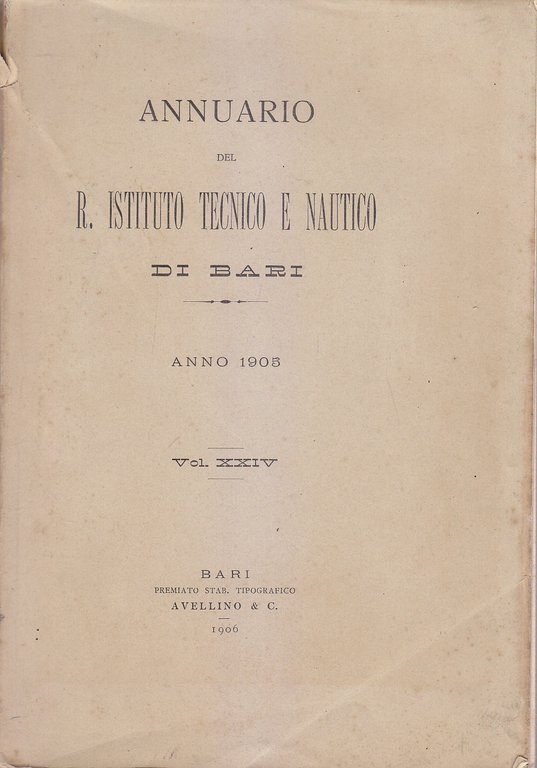 ANNUARIO
DEL
R. ISTITUTO TECNICO E NAUTICO
DI BARI
ANNO 1905
Vol. XXIV
BARI
PREMIATO STAB. TIPOGRAFICO
AVELLINO & C.
1906